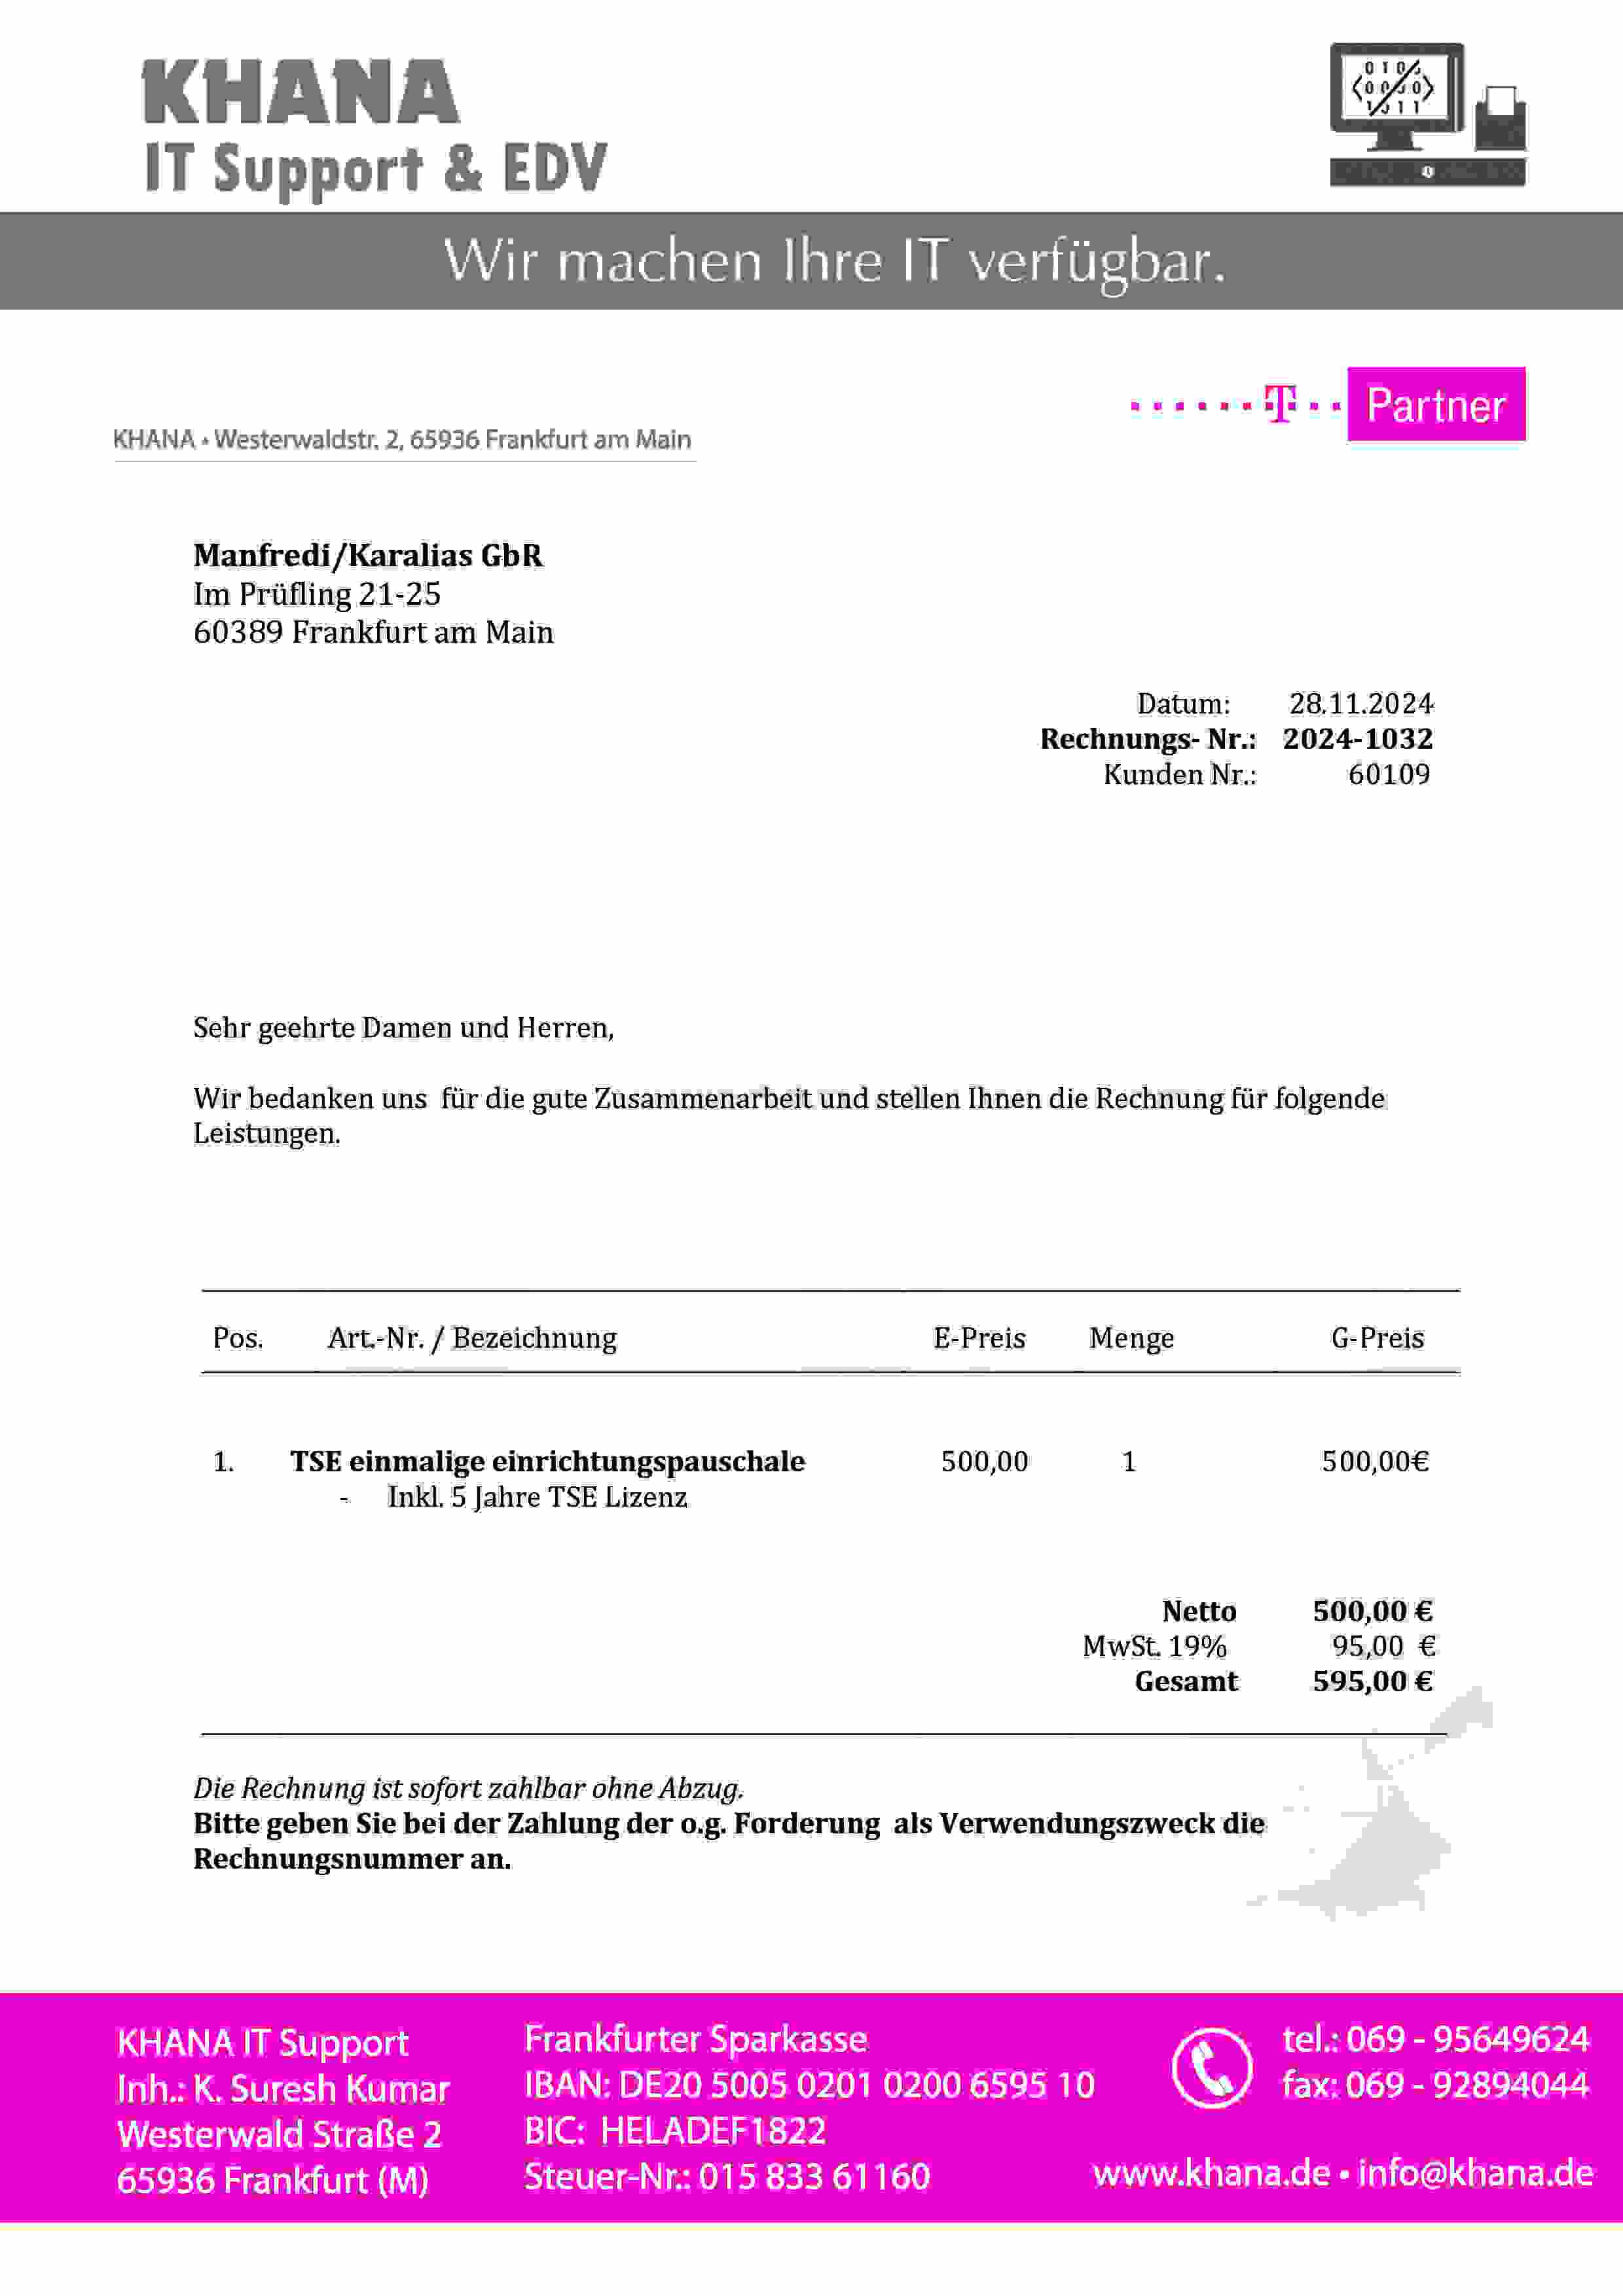 KHANA
IT Support & EDV
Wir machen Ihre IT verfügbar.
T Partner
KHANA • Westerwaldstr. 2, 65936 Frankfurt am Main
Manfredi/Karalias GbR
Im Prüfling 21-25
60389 Frankfurt am Main
Datum: 28.11.2024
Rechnungs- Nr.: 2024-1032
Kunden Nr.: 60109
Sehr geehrte Damen und Herren,
Wir bedanken uns für die gute Zusammenarbeit und stellen Ihnen die Rechnung für folgende
Leistungen.
Pos. Art.-Nr. / Bezeichnung E-Preis Menge G-Preis
1. TSE einmalige einrichtungspauschale 500,00 1 500,00€
- Inkl. 5 Jahre TSE Lizenz
Netto 500,00 €
MwSt. 19% 95,00 €
Gesamt 595,00 €
Die Rechnung ist sofort zahlbar ohne Abzug.
Bitte geben Sie bei der Zahlung der o.g. Forderung als Verwendungszweck die
Rechnungsnummer an.
KHANA IT Support
Inh.: K. Suresh Kumar
Westerwald Straße 2
65936 Frankfurt (M)
Frankfurter Sparkasse
IBAN: DE20 5005 0201 0200 6595 10
BIC: HELADEF1822
Steuer-Nr.: 015 833 61160
tel.: 069 - 95649624
fax: 069 - 92894044
www.khana.de • info@khana.de